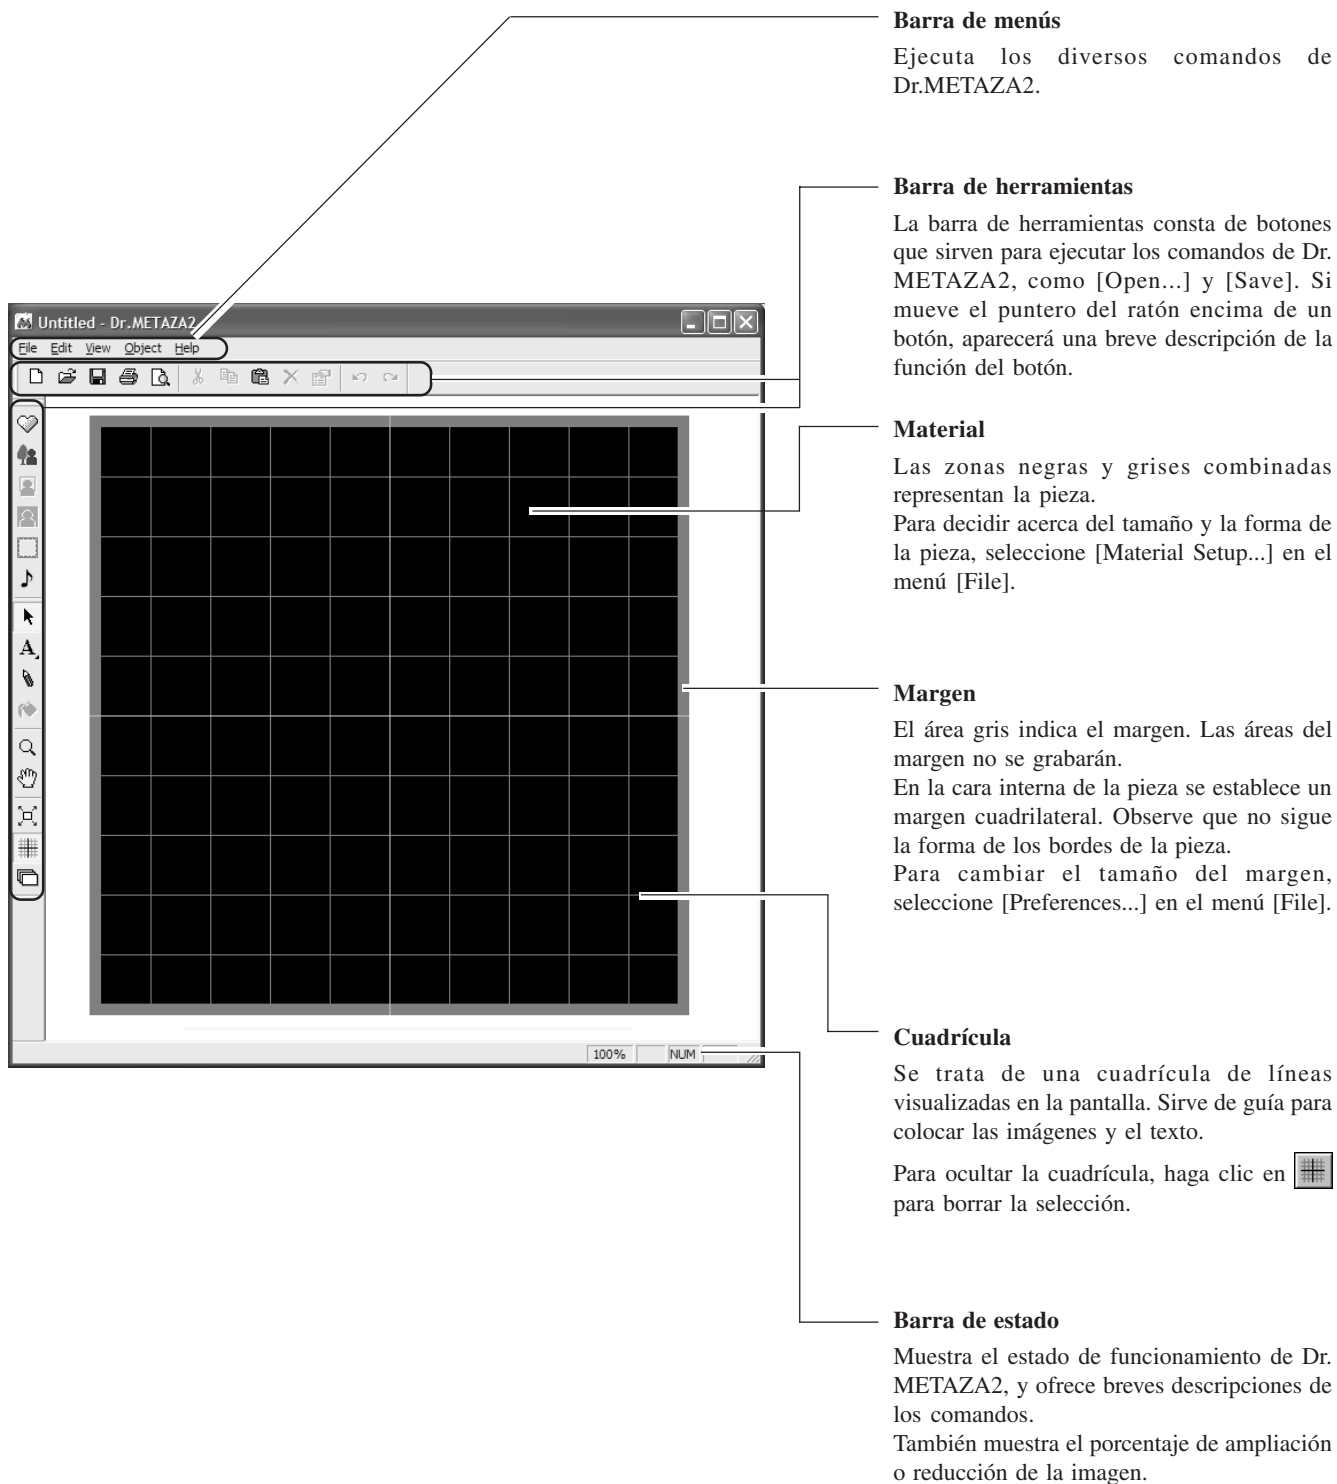 Barra de menús
Ejecuta los diversos comandos de
Dr.METAZA2.
Barra de herramientas
La barra de herramientas consta de botones
que sirven para ejecutar los comandos de Dr.
METAZA2, como [Open...] y [Save]. Si
mueve el puntero del ratón encima de un
botón, aparecerá una breve descripción de la
función del botón.
Untitled - Dr.METAZA2
File Edit View Object Help
Material
Las zonas negras y grises combinadas
representan la pieza.
Para decidir acerca del tamaño y la forma de
la pieza, seleccione [Material Setup...] en el
menú [File].
A
Margen
El área gris indica el margen. Las áreas del
margen no se grabarán.
En la cara interna de la pieza se establece un
margen cuadrilateral. Observe que no sigue
la forma de los bordes de la pieza.
Para cambiar el tamaño del margen,
seleccione [Preferences...] en el menú [File].
100% NUM
Cuadrícula
Se trata de una cuadrícula de líneas
visualizadas en la pantalla. Sirve de guía para
colocar las imágenes y el texto.
Para ocultar la cuadrícula, haga clic en
para borrar la selección.
Barra de estado
Muestra el estado de funcionamiento de Dr.
METAZA2, y ofrece breves descripciones de
los comandos.
También muestra el porcentaje de ampliación
o reducción de la imagen.